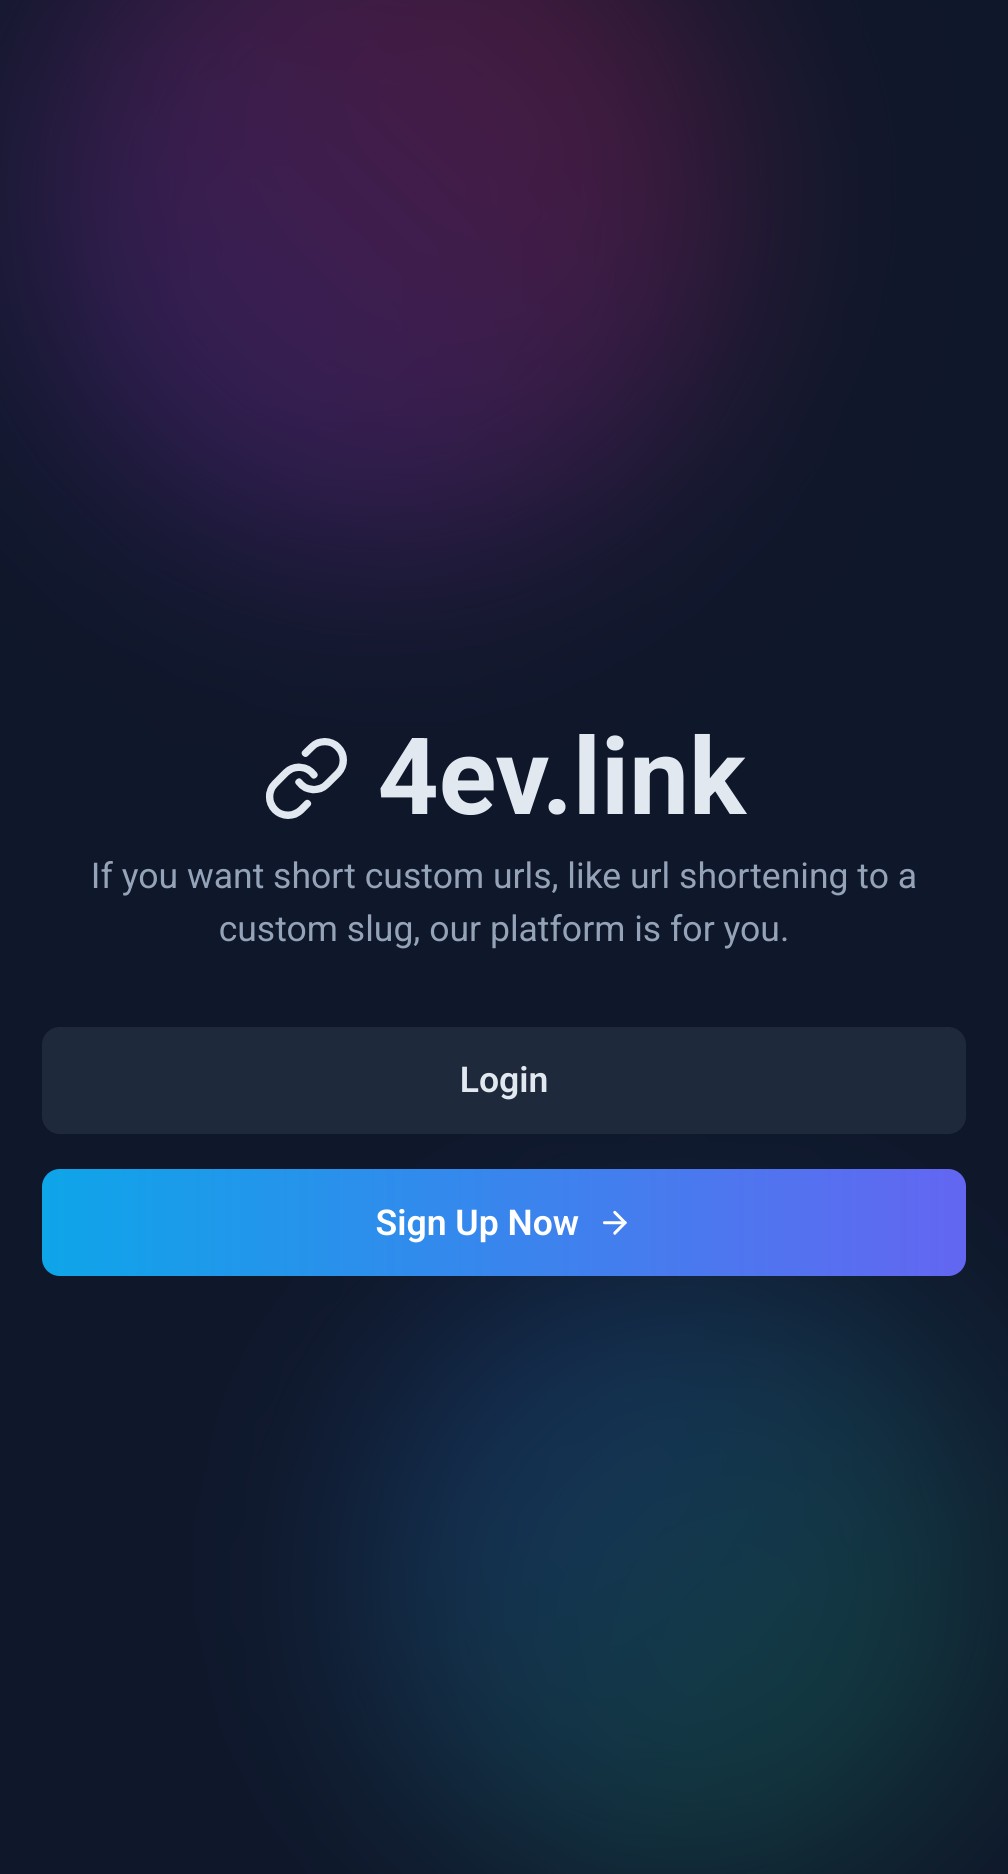 4ev.link
If you want short custom urls, like url shortening to a
custom slug, our platform is for you.
Login
Sign Up Now